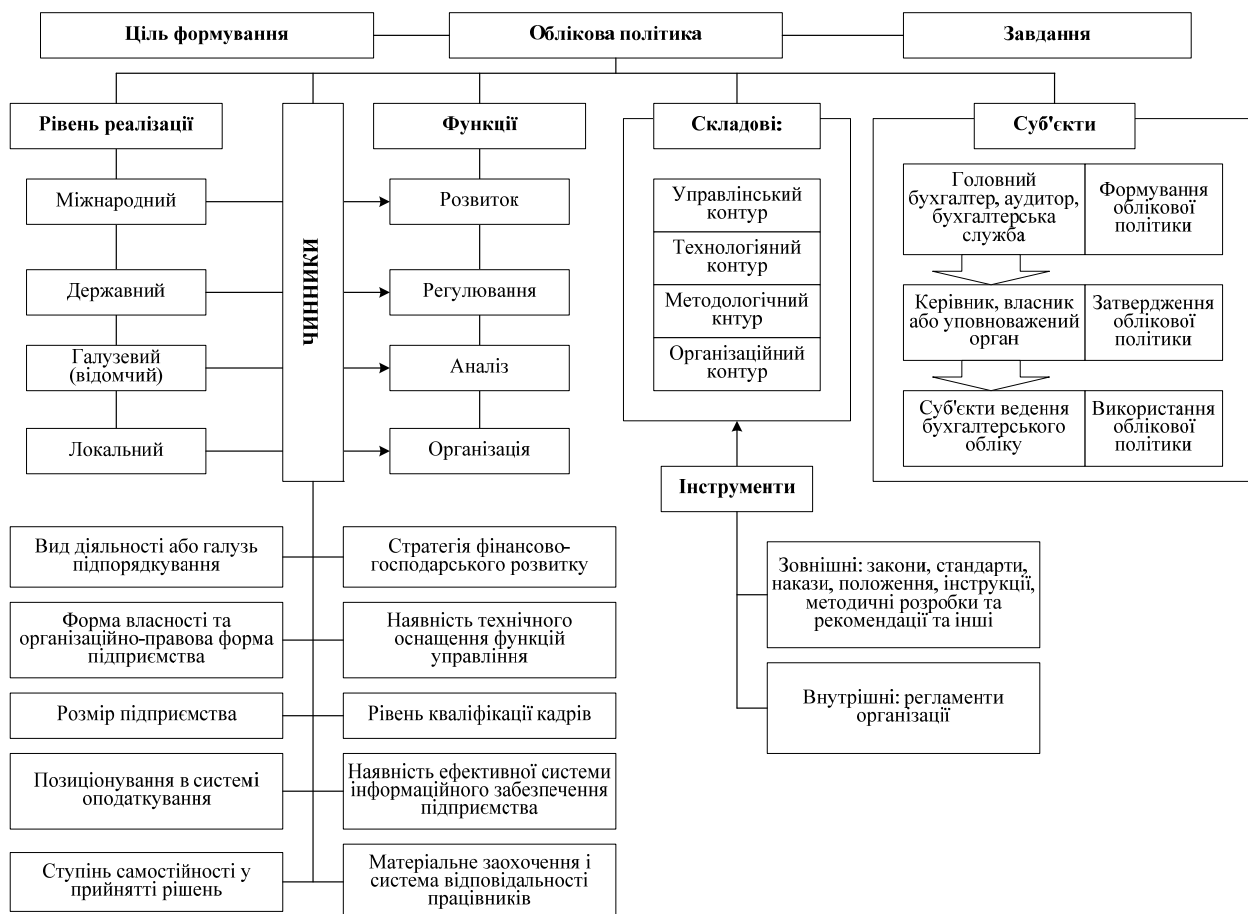 Ціль формування
Облікова політика
Завдання
Рівень реалізації
Міжнародний
Державний
Галузевий
(відомчий)
Локальний
ЧИННИКИ
Функції
Розвиток
Регулювання
Аналіз
Організація
Складові:
Управлінський
контур
Технологіяний
контур
Методологічний
кнтур
Організаційний
контур
Суб'єкти
Головний
бухгалтер, аудитор,
бухгалтерська
служба
Формування
облікової
політики
Керівник, власник
або уповноважений
орган
Затвердження
облікової
політики
Суб'єкти ведення
бухгалтерського
обліку
Використання
облікової
політики
Інструменти
Зовнішні: закони, стандарти,
накази, положення, інструкції,
методичні розробки та
рекомендації та інші
Внутрішні: регламенти
організації
Вид діяльності або галузь
підпорядкування
Стратегія фінансово-
господарського розвитку
Форма власності та
організаційно-правова форма
підприємства
Наявність технічного
оснащення функцій
управління
Розмір підприємства
Рівень кваліфікації кадрів
Позиціонування в системі
оподаткування
Наявність ефективної системи
інформаційного забезпечення
підприємства
Ступінь самостійності у
прийнятті рішень
Матеріальне заохочення і
система відповідальності
працівників